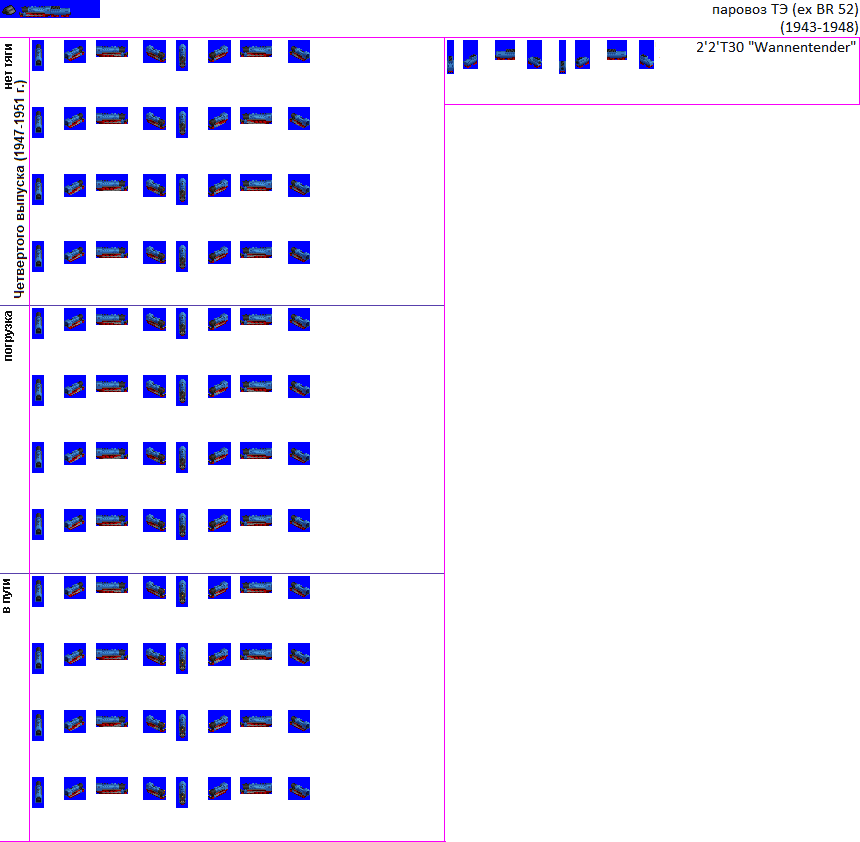 паровоз ТЭ (ex BR 52)
(1943-1948)
2'2'T30 "Wannentender"
нет тяги
Четвертого выпуска (1947-1951 г.)
погрузка
в пути